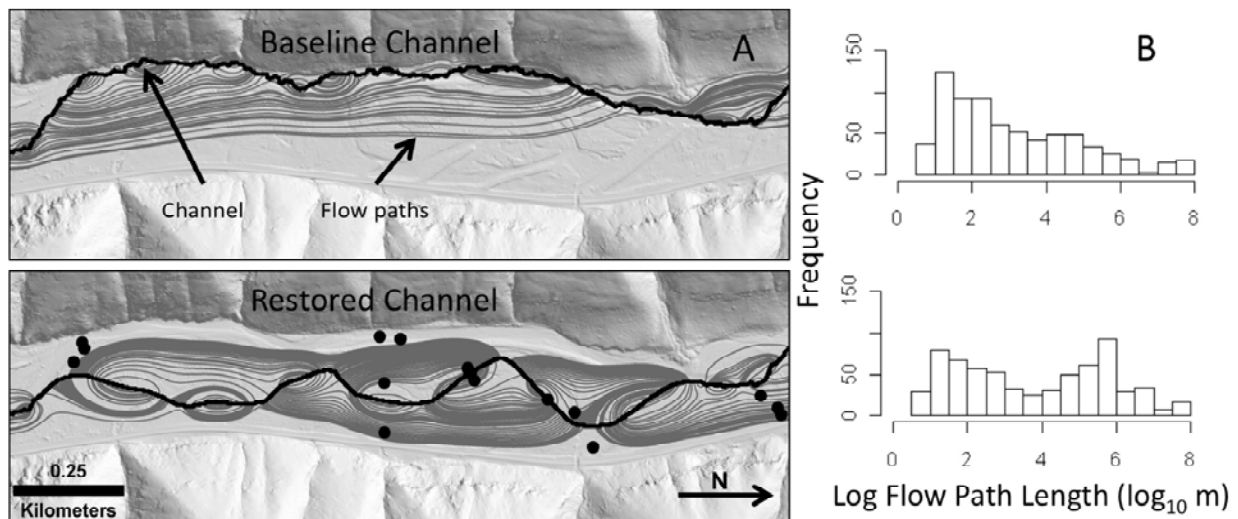 Baseline Channel
A
Channel
Flow paths
Restored Channel
0.25
Kilometers
N
B
Frequency
150
50
0
0 2 4 6 8
150
50
0
0 2 4 6 8
Log Flow Path Length (log₁₀ m)